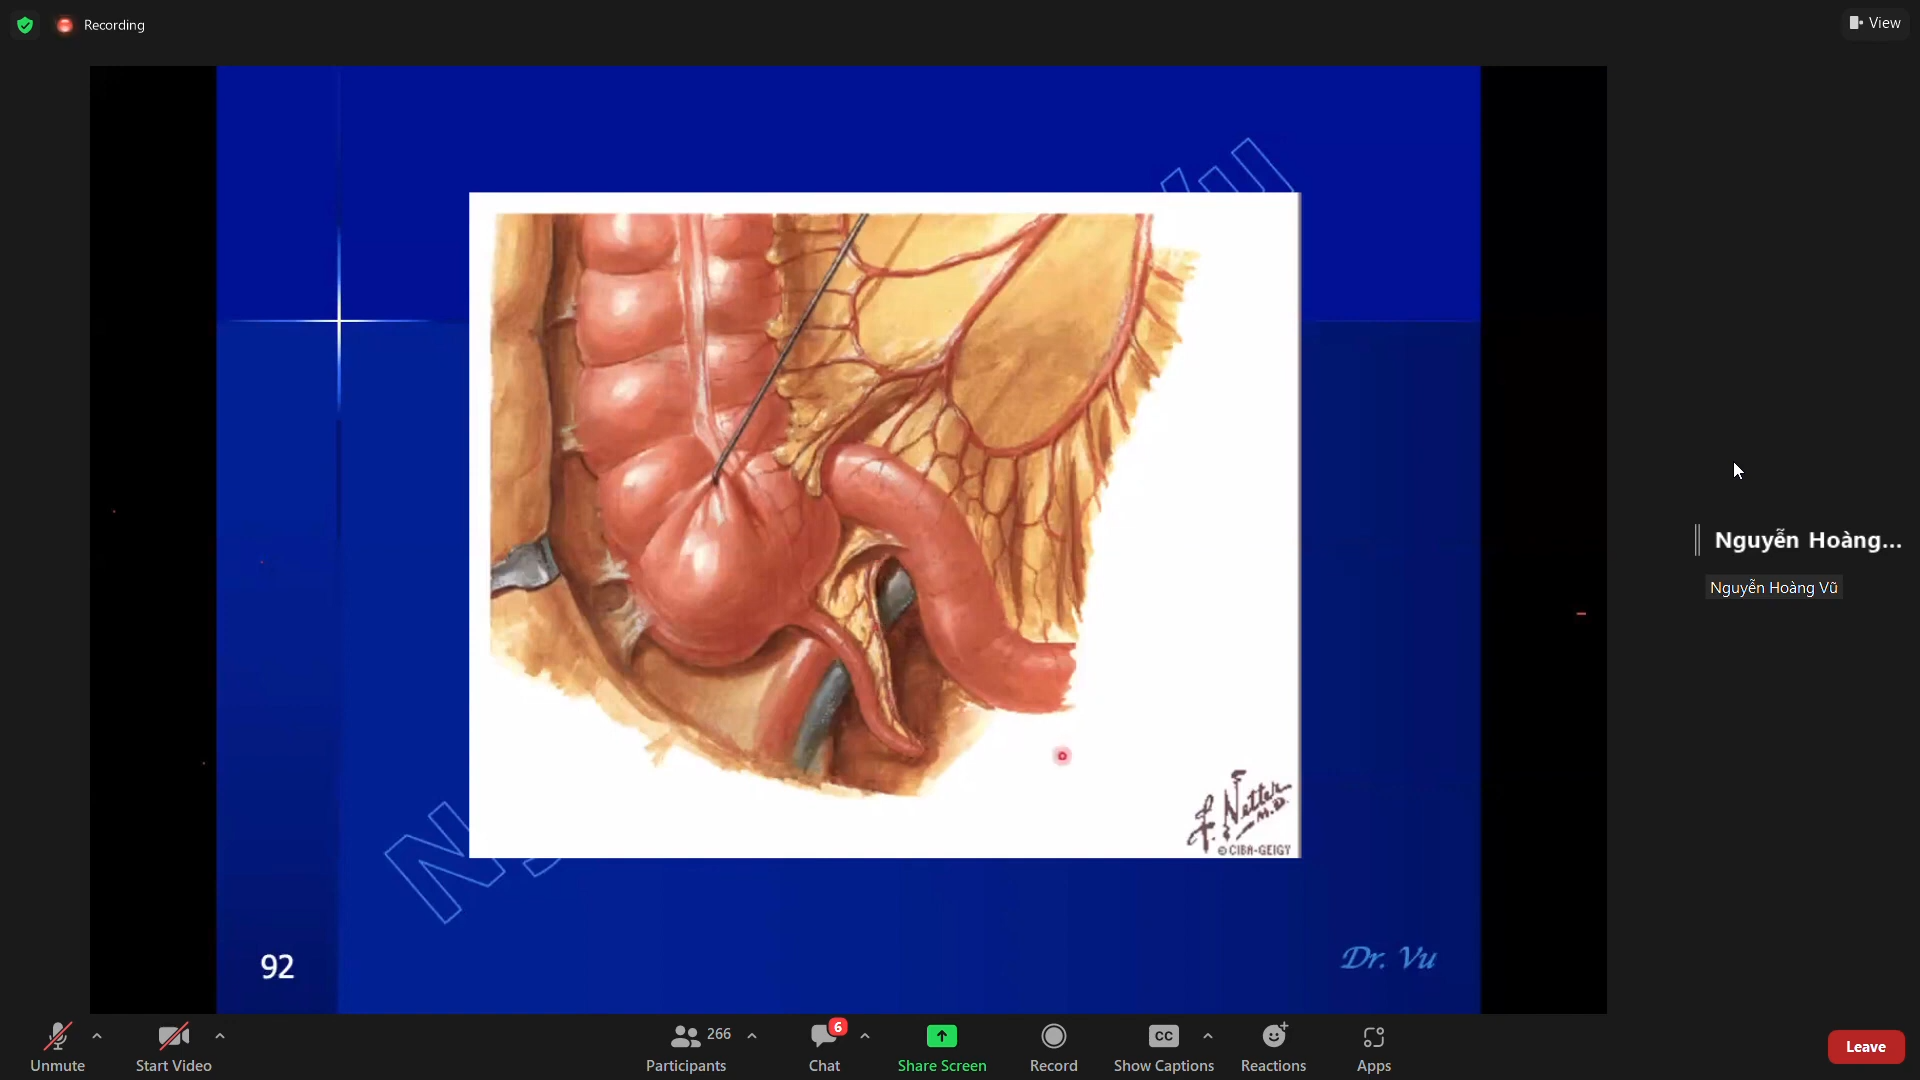 Recording
View
F. Netter
M.D.
© CIBA-GEIGY
Nguyễn Hoàng...
Nguyễn Hoàng Vũ
92
Dr. Vu
Unmute
Start Video
266
Participants
6
Chat
Share Screen
Record
CC
Show Captions
Reactions
Apps
Leave